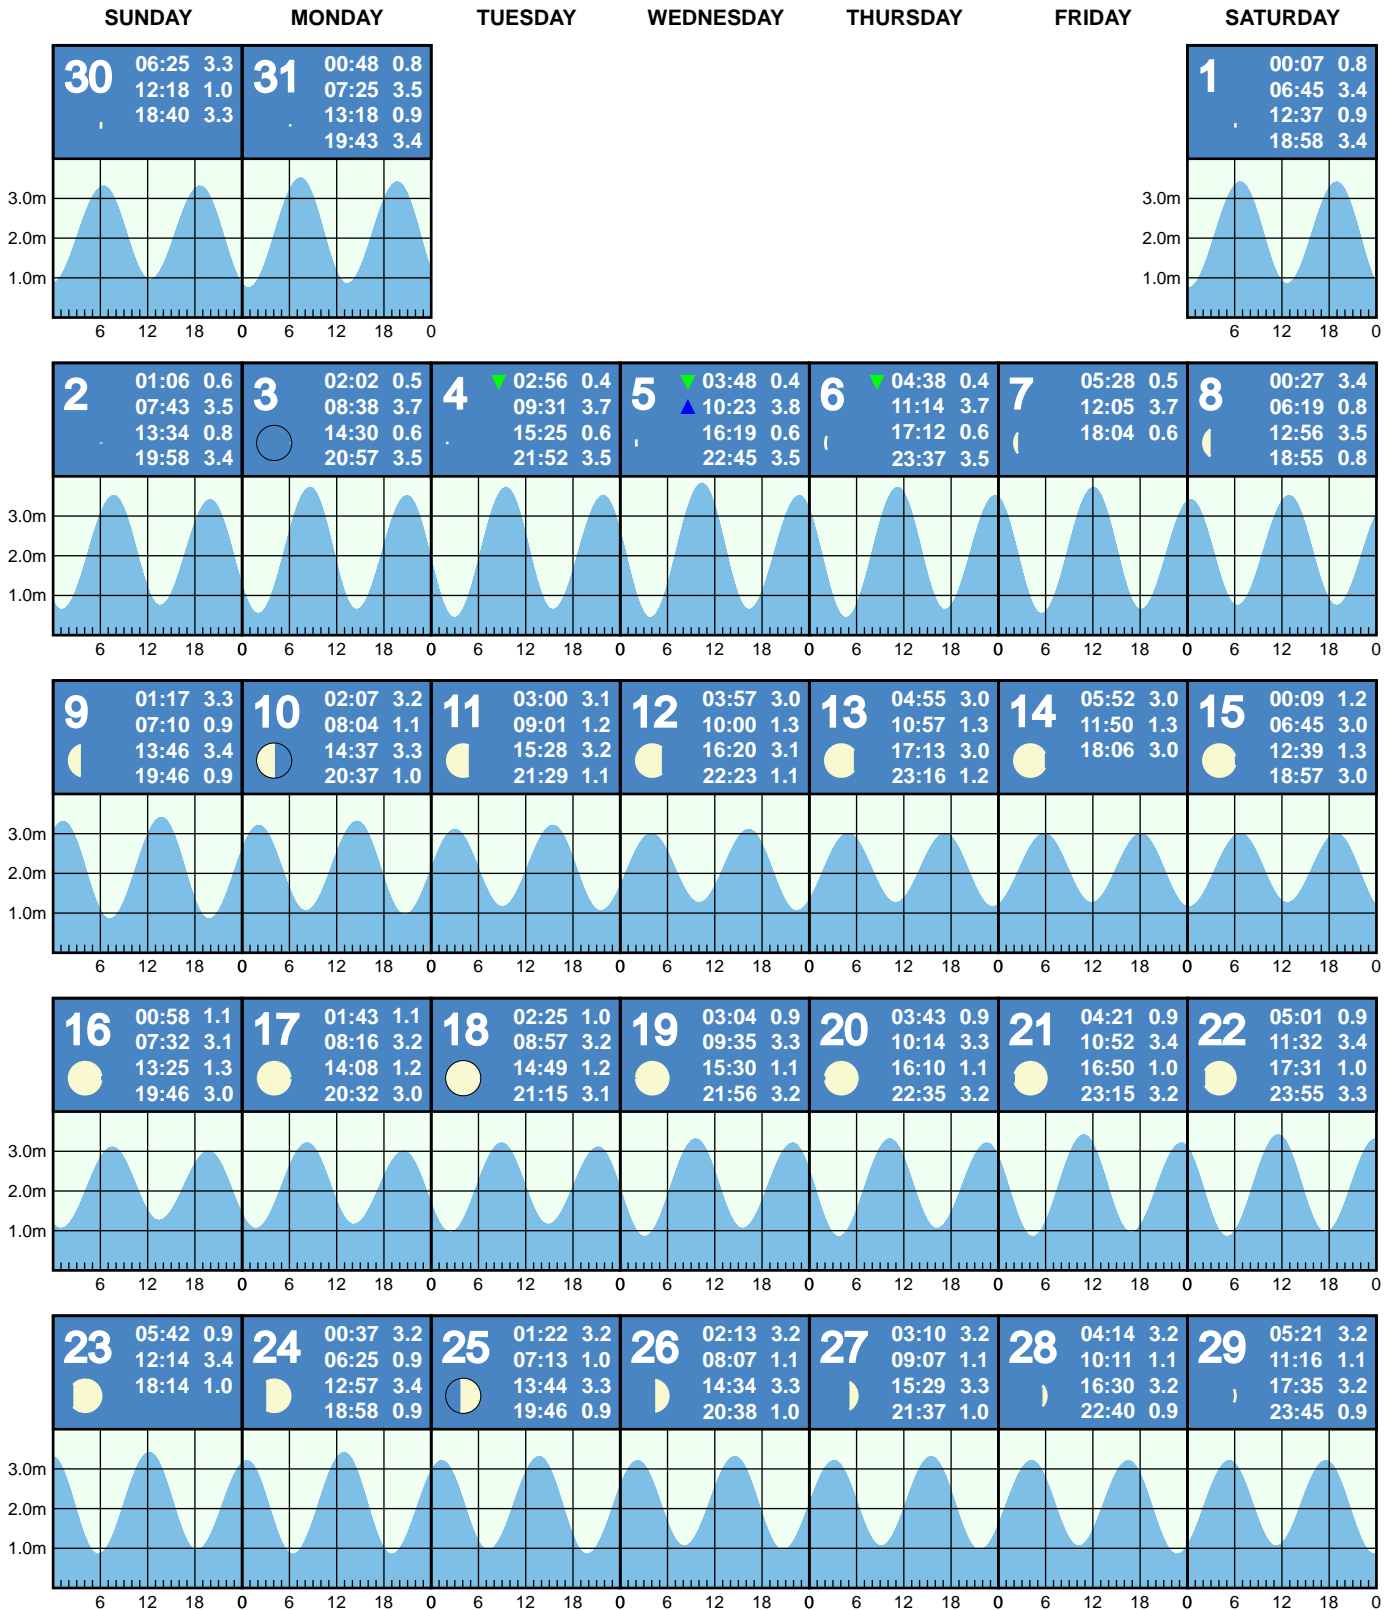 SUNDAY MONDAY TUESDAY WEDNESDAY THURSDAY FRIDAY SATURDAY
30 06:25 3.3
12:18 1.0
18:40 3.3
31 00:48 0.8
07:25 3.5
13:18 0.9
19:43 3.4
1 00:07 0.8
06:45 3.4
12:37 0.9
18:58 3.4
3.0m
2.0m
1.0m
3.0m
2.0m
1.0m
6 12 18 0 6 12 18 0 6 12 18 0
2 01:06 0.6
07:43 3.5
13:34 0.8
19:58 3.4
3 02:02 0.5
08:38 3.7
14:30 0.6
20:57 3.5
4 02:56 0.4
09:31 3.7
15:25 0.6
21:52 3.5
5 03:48 0.4
10:23 3.8
16:19 0.6
22:45 3.5
6 04:38 0.4
11:14 3.7
17:12 0.6
23:37 3.5
7 05:28 0.5
12:05 3.7
18:04 0.6
8 00:27 3.4
06:19 0.8
12:56 3.5
18:55 0.8
3.0m
2.0m
1.0m
6 12 18 0 6 12 18 0 6 12 18 0 6 12 18 0 6 12 18 0 6 12 18 0 6 12 18 0
9 01:17 3.3
07:10 0.9
13:46 3.4
19:46 0.9
10 02:07 3.2
08:04 1.1
14:37 3.3
20:37 1.0
11 03:00 3.1
09:01 1.2
15:28 3.2
21:29 1.1
12 03:57 3.0
10:00 1.3
16:20 3.1
22:23 1.1
13 04:55 3.0
10:57 1.3
17:13 3.0
23:16 1.2
14 05:52 3.0
11:50 1.3
18:06 3.0
15 00:09 1.2
06:45 3.0
12:39 1.3
18:57 3.0
3.0m
2.0m
1.0m
6 12 18 0 6 12 18 0 6 12 18 0 6 12 18 0 6 12 18 0 6 12 18 0 6 12 18 0
16 00:58 1.1
07:32 3.1
13:25 1.3
19:46 3.0
17 01:43 1.1
08:16 3.2
14:08 1.2
20:32 3.0
18 02:25 1.0
08:57 3.2
14:49 1.2
21:15 3.1
19 03:04 0.9
09:35 3.3
15:30 1.1
21:56 3.2
20 03:43 0.9
10:14 3.3
16:10 1.1
22:35 3.2
21 04:21 0.9
10:52 3.4
16:50 1.0
23:15 3.2
22 05:01 0.9
11:32 3.4
17:31 1.0
23:55 3.3
3.0m
2.0m
1.0m
6 12 18 0 6 12 18 0 6 12 18 0 6 12 18 0 6 12 18 0 6 12 18 0 6 12 18 0
23 05:42 0.9
12:14 3.4
18:14 1.0
24 00:37 3.2
06:25 0.9
12:57 3.4
18:58 0.9
25 01:22 3.2
07:13 1.0
13:44 3.3
19:46 0.9
26 02:13 3.2
08:07 1.1
14:34 3.3
20:38 1.0
27 03:10 3.2
09:07 1.1
15:29 3.3
21:37 1.0
28 04:14 3.2
10:11 1.1
16:30 3.2
22:40 0.9
29 05:21 3.2
11:16 1.1
17:35 3.2
23:45 0.9
3.0m
2.0m
1.0m
6 12 18 0 6 12 18 0 6 12 18 0 6 12 18 0 6 12 18 0 6 12 18 0 6 12 18 0